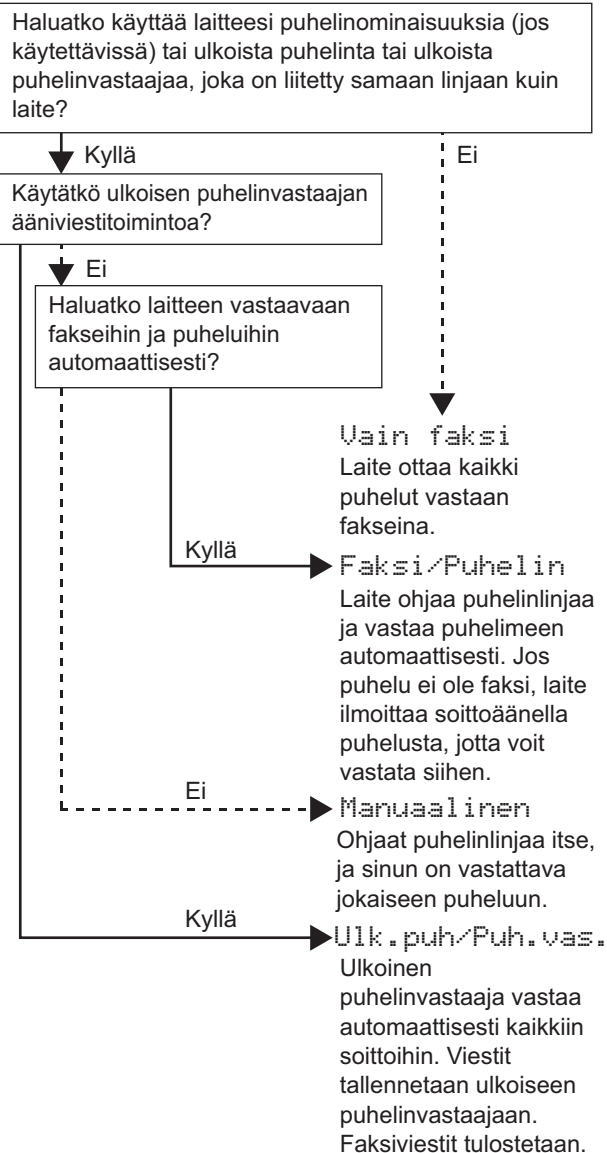 Haluatko käyttää laitteesi puhelinominaisuuksia (jos
käytettävissä) tai ulkoista puhelinta tai ulkoista
puhelinvastaajaa, joka on liitetty samaan linjaan kuin
laite?
Kyllä
Ei
Käytätkö ulkoisen puhelinvastaajan
ääniviestitoimintoa?
Ei
Haluatko laitteen vastaavaan
fakseihin ja puheluihin
automaattisesti?
Vain faksi
Laite ottaa kaikki
puhelut vastaan
fakseina.
Kyllä
Faksi/Puhelin
Laite ohjaa puhelinlinjaa
ja vastaa puhelimeen
automaattisesti. Jos
puhelu ei ole faksi, laite
ilmoittaa soittoäänella
puhelusta, jotta voit
vastata siihen.
Ei
Manuaalinen
Ohjaat puhelinlinjaa itse,
ja sinun on vastattava
jokaiseen puheluun.
Kyllä
Ulk.puh/Puh.vas.
Ulkoinen
puhelinvastaaja vastaa
automaattisesti kaikkiin
soittoihin. Viestit
tallennetaan ulkoiseen
puhelinvastaajaan.
Faksiviestit tulostetaan.